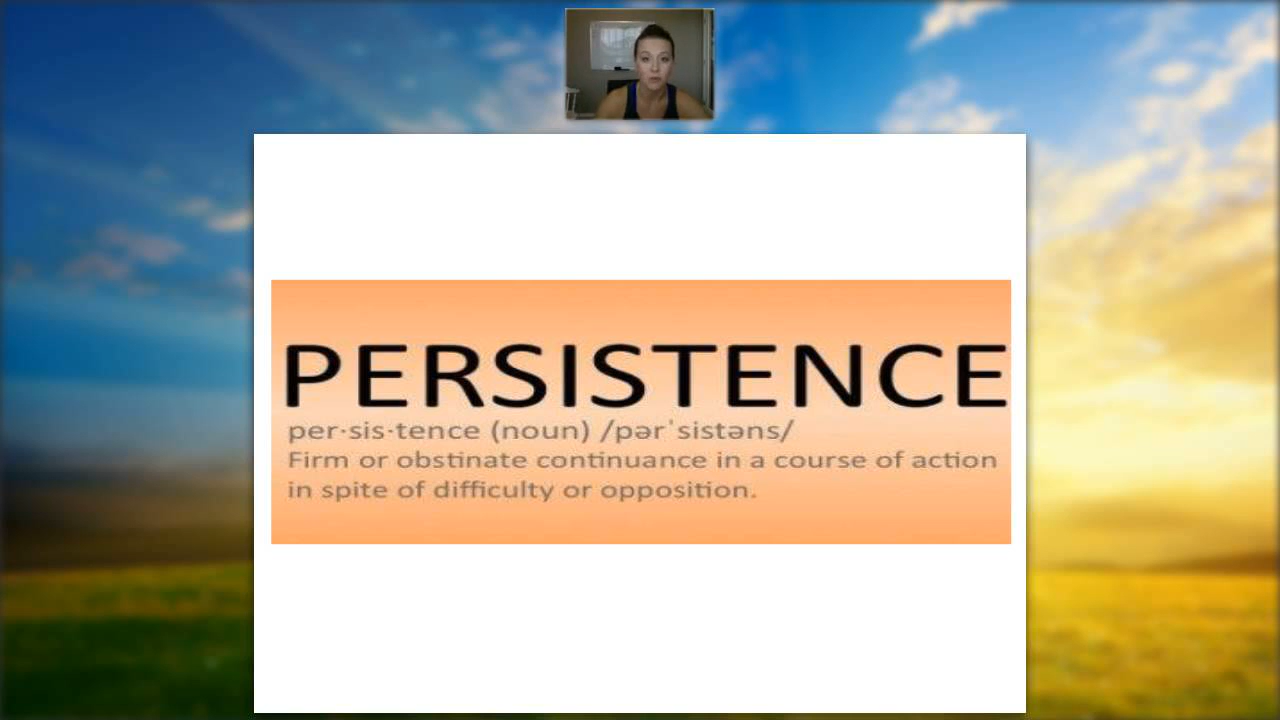 PERSISTENCE
per·sis·tence (noun) /pərˈsistəns/
Firm or obstinate continuance in a course of action
in spite of difficulty or opposition.